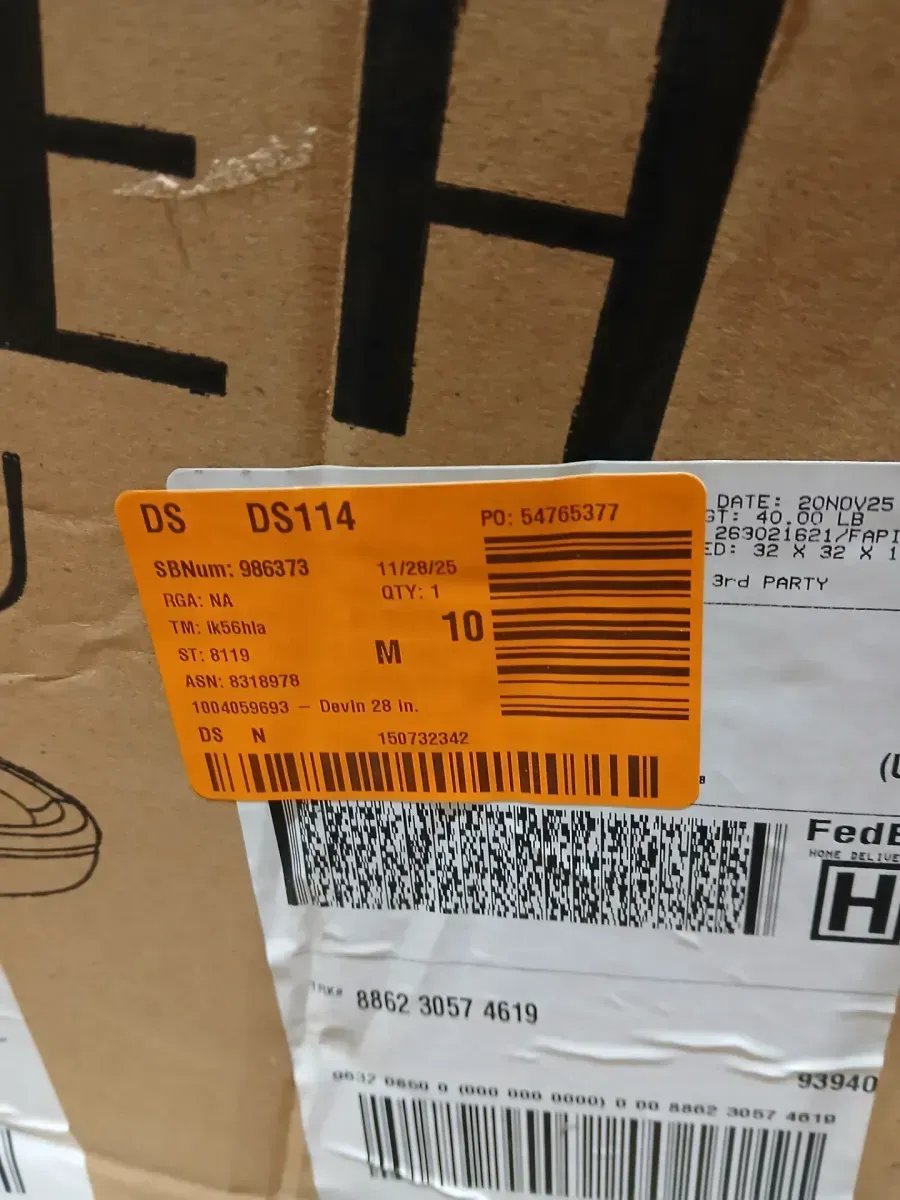 EH
DS DS114 PO: 54765377
SBNum: 986373 11/28/25
RGA: NA QTY: 1
TM: lk56hla 10
ST: 8119 M
ASN: 8318978
1004059693 – Devin 28 in.
DS N 150732342
DATE: 20NOV25
GT: 40.00 LB
263021621/FAPI
ED: 32 X 32 X 1
3rd PARTY
(U
B
FedE
HOME DELIVE
H
TRK# 8862 3057 4619
93940
9632 0660 0 (000 000 0000) 0 00 8862 3057 4619